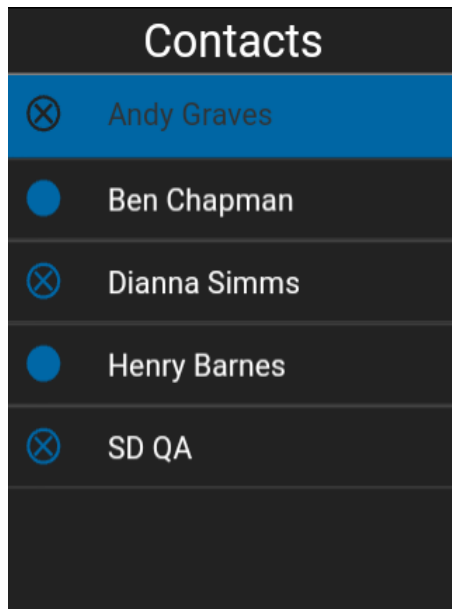 Contacts
Andy Graves
Ben Chapman
Dianna Simms
Henry Barnes
SD QA